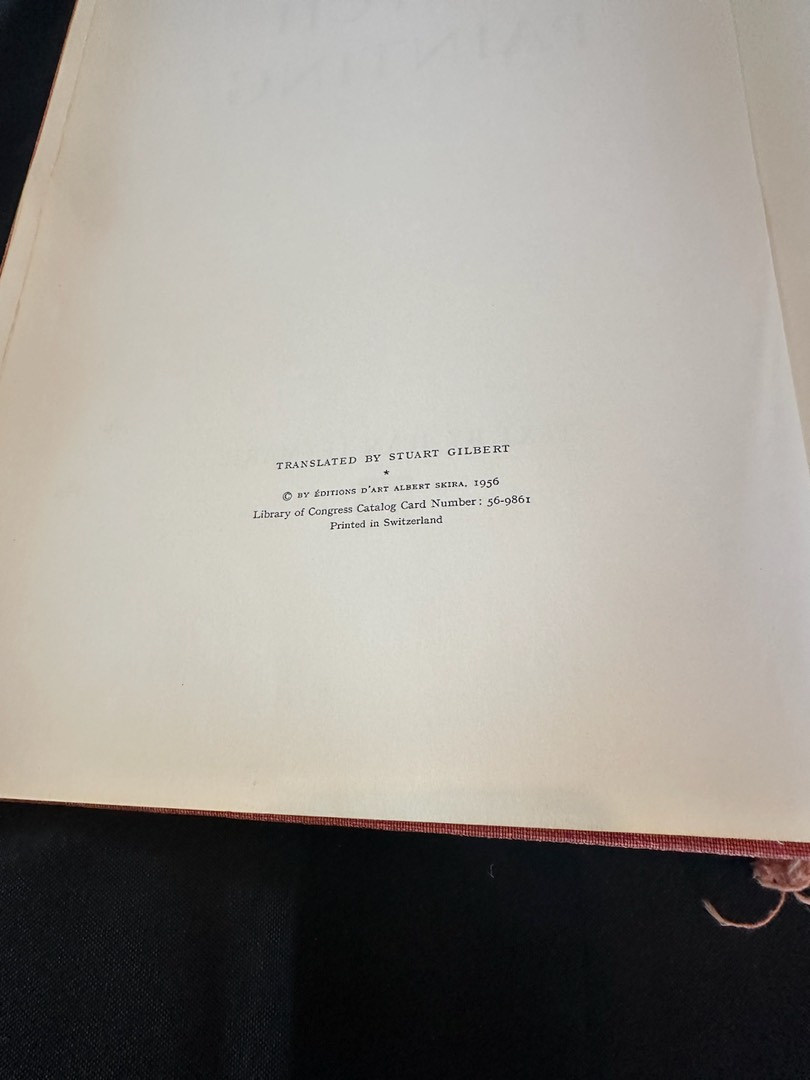 PAINTING
TRANSLATED BY STUART GILBERT
★
© BY ÉDITIONS D'ART ALBERT SKIRA, 1956
Library of Congress Catalog Card Number: 56-9861
Printed in Switzerland